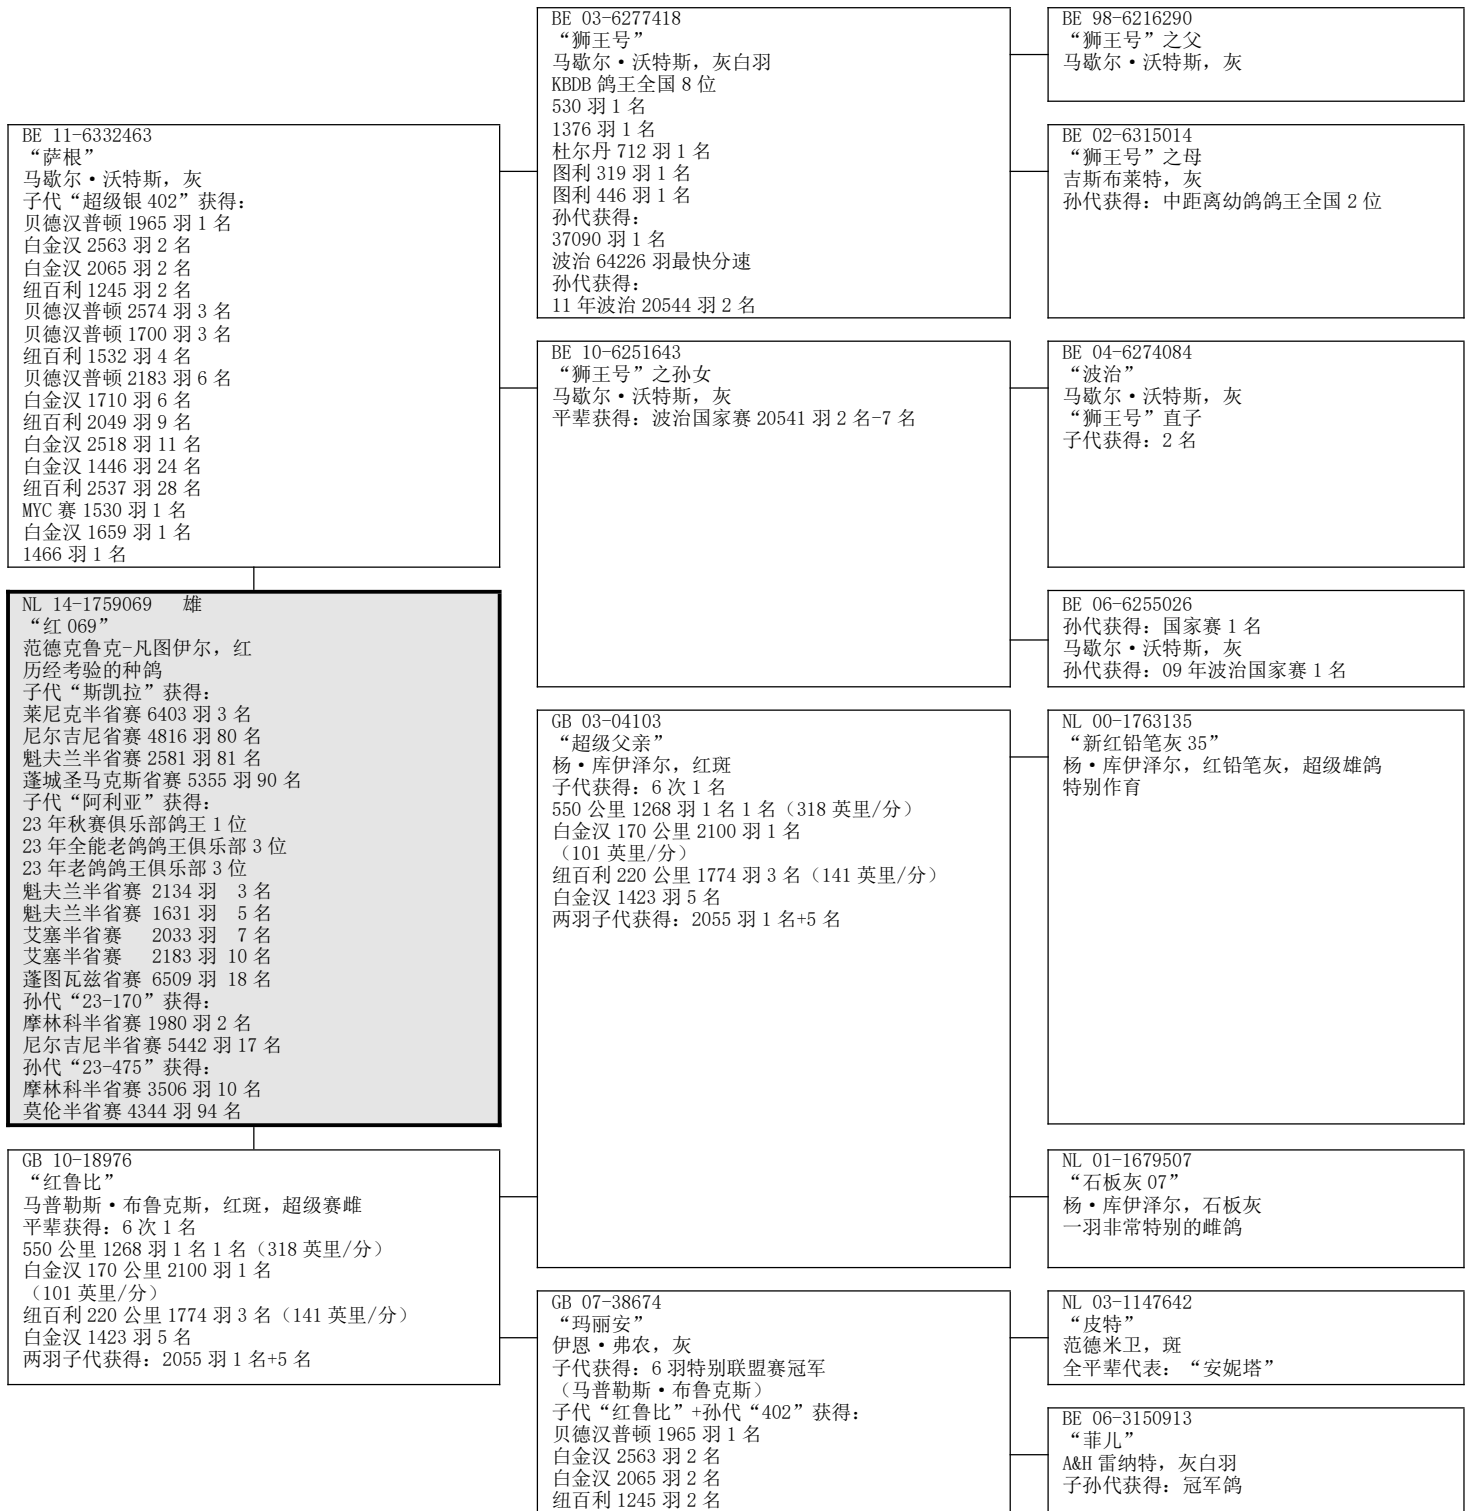 BE 11-6332463
“萨根”
马歇尔·沃特斯，灰
子代“超级银 402”获得：
贝德汉普顿 1965 羽 1 名
白金汉 2563 羽 2 名
白金汉 2065 羽 2 名
纽百利 1245 羽 2 名
贝德汉普顿 2574 羽 3 名
贝德汉普顿 1700 羽 3 名
纽百利 1532 羽 4 名
贝德汉普顿 2183 羽 6 名
白金汉 1710 羽 6 名
纽百利 2049 羽 9 名
白金汉 2518 羽 11 名
白金汉 1446 羽 24 名
纽百利 2537 羽 28 名
MYC 赛 1530 羽 1 名
白金汉 1659 羽 1 名
1466 羽 1 名
NL 14-1759069 雄
“红 069”
范德克鲁克-凡图伊尔，红
历经考验的种鸽
子代“斯凯拉”获得：
莱尼克半省赛 6403 羽 3 名
尼尔吉尼省赛 4816 羽 80 名
魁夫兰半省赛 2581 羽 81 名
蓬城圣马克斯省赛 5355 羽 90 名
子代“阿利亚”获得：
23 年秋赛俱乐部鸽王 1 位
23 年全能老鸽鸽王俱乐部 3 位
23 年老鸽鸽王俱乐部 3 位
魁夫兰半省赛 2134 羽 3 名
魁夫兰半省赛 1631 羽 5 名
艾塞半省赛 2033 羽 7 名
艾塞半省赛 2183 羽 10 名
蓬图瓦兹省赛 6509 羽 18 名
孙代“23-170”获得：
摩林科半省赛 1980 羽 2 名
尼尔吉尼半省赛 5442 羽 17 名
孙代“23-475”获得：
摩林科半省赛 3506 羽 10 名
莫伦半省赛 4344 羽 94 名
GB 10-18976
“红鲁比”
马普勒斯·布鲁克斯，红斑，超级赛雌
平辈获得：6 次 1 名
550 公里 1268 羽 1 名 1 名（318 英里/分）
白金汉 170 公里 2100 羽 1 名
（101 英里/分）
纽百利 220 公里 1774 羽 3 名（141 英里/分）
白金汉 1423 羽 5 名
两羽子代获得：2055 羽 1 名+5 名
BE 03-6277418
“狮王号”
马歇尔·沃特斯，灰白羽
KBDB 鸽王全国 8 位
530 羽 1 名
1376 羽 1 名
杜尔丹 712 羽 1 名
图利 319 羽 1 名
图利 446 羽 1 名
孙代获得：
37090 羽 1 名
波治 64226 羽最快分速
孙代获得：
11 年波治 20544 羽 2 名
BE 10-6251643
“狮王号”之孙女
马歇尔·沃特斯，灰
平辈获得：波治国家赛 20541 羽 2 名-7 名
GB 03-04103
“超级父亲”
杨·库伊泽尔，红斑
子代获得：6 次 1 名
550 公里 1268 羽 1 名 1 名（318 英里/分）
白金汉 170 公里 2100 羽 1 名
（101 英里/分）
纽百利 220 公里 1774 羽 3 名（141 英里/分）
白金汉 1423 羽 5 名
两羽子代获得：2055 羽 1 名+5 名
GB 07-38674
“玛丽安”
伊恩·弗农，灰
子代获得：6 羽特别联盟赛冠军
（马普勒斯·布鲁克斯）
子代“红鲁比”+孙代“402”获得：
贝德汉普顿 1965 羽 1 名
白金汉 2563 羽 2 名
白金汉 2065 羽 2 名
纽百利 1245 羽 2 名
BE 98-6216290
“狮王号”之父
马歇尔·沃特斯，灰
BE 02-6315014
“狮王号”之母
吉斯布莱特，灰
孙代获得：中距离幼鸽鸽王全国 2 位
BE 04-6274084
“波治”
马歇尔·沃特斯，灰
“狮王号”直子
子代获得：2 名
BE 06-6255026
孙代获得：国家赛 1 名
马歇尔·沃特斯，灰
孙代获得：09 年波治国家赛 1 名
NL 00-1763135
“新红铅笔灰 35”
杨·库伊泽尔，红铅笔灰，超级雄鸽
特别作育
NL 01-1679507
“石板灰 07”
杨·库伊泽尔，石板灰
一羽非常特别的雌鸽
NL 03-1147642
“皮特”
范德米卫，斑
全平辈代表：“安妮塔”
BE 06-3150913
“菲儿”
A&H 雷纳特，灰白羽
子孙代获得：冠军鸽